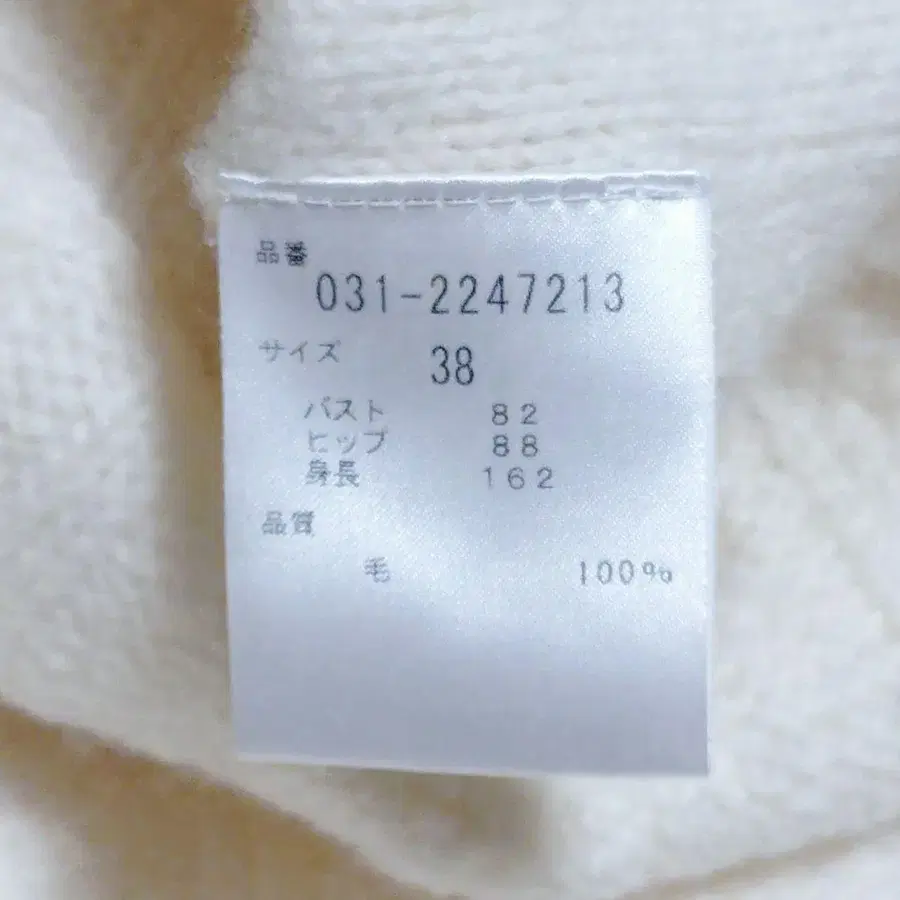 品番
031-2247213
サイズ 38
バスト 82
ヒップ 88
身長 162
品質
毛 100%